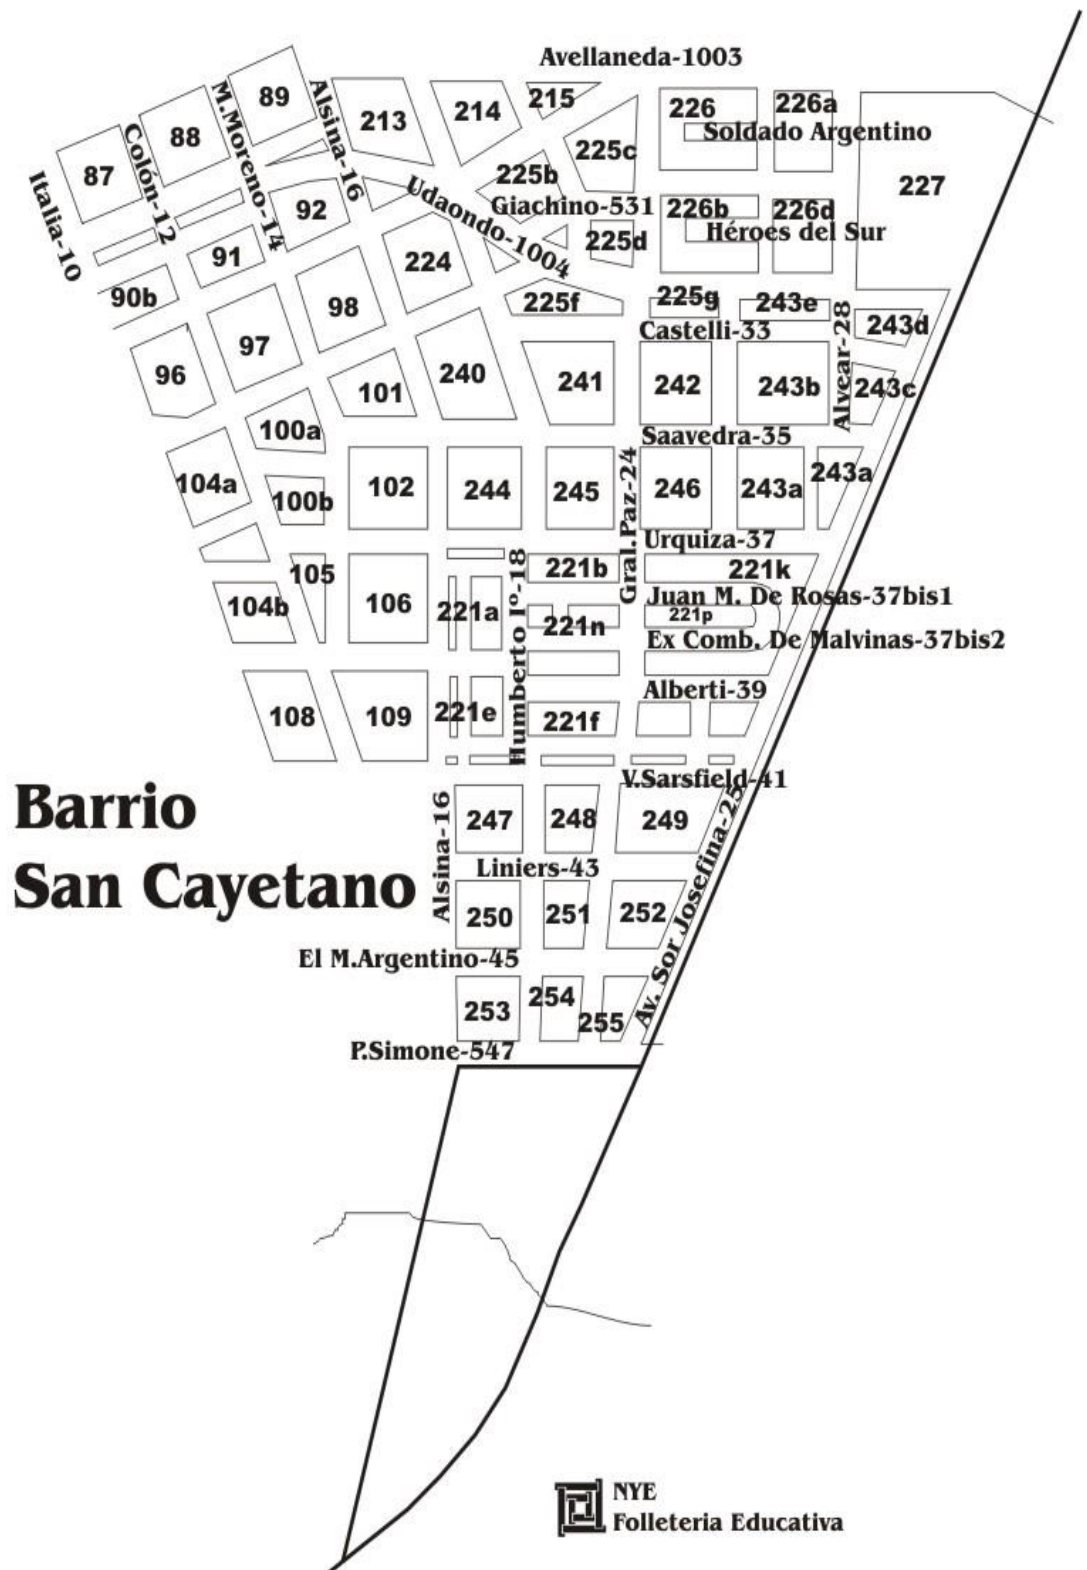 Avellaneda-1003
89
Alsina-16
213
214
215
226
226a
M.Moreno-14
88
Soldado Argentino
Colón-12
225c
87
225b
227
Italia-10
92
Udaondo-1004
Giachino-531
226b
226d
225d
Héroes del Sur
91
224
90b
98
225f
225g
243e
243d
Castelli-33
Alvear-28
97
96
101
240
241
242
243b
243c
100a
Saavedra-35
104a
100b
102
244
245
Gral.Paz-24
246
243a
243a
Urquiza-37
105
221b
221k
104b
106
221a
Humberto Iº-18
221n
Juan M. De Rosas-37bis1
221p
Ex Comb. De Malvinas-37bis2
Alberti-39
108
109
221e
221f
V.Sarsfield-41
Barrio
San Cayetano
Alsina-16
247
248
249
Av. Sor Josefina-25
Liniers-43
250
251
252
El M.Argentino-45
253
254
255
P.Simone-547
NYE
Folleteria Educativa